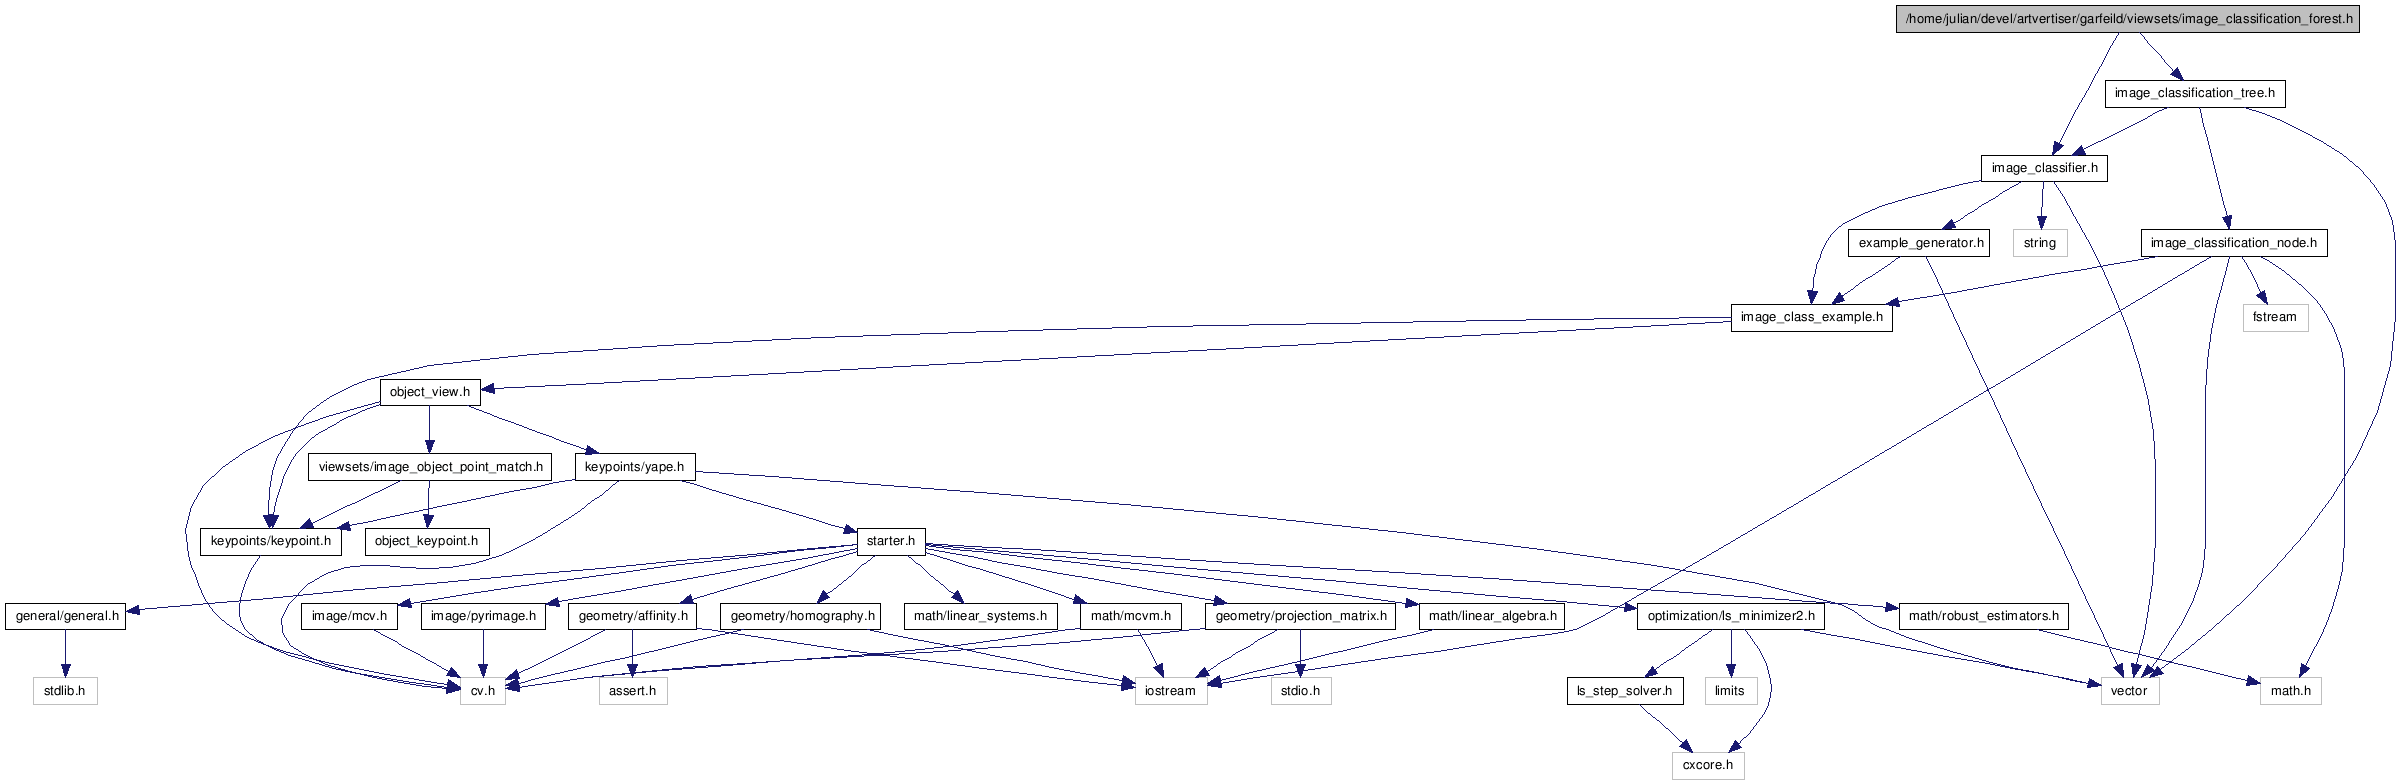 /home/julian/devel/artvertiser/garfeild/viewsets/image_classification_forest.h
image_classification_tree.h
image_classifier.h
example_generator.h
string
image_classification_node.h
image_class_example.h
fstream
object_view.h
viewsets/image_object_point_match.h
keypoints/yape.h
keypoints/keypoint.h
object_keypoint.h
starter.h
general/general.h
image/mcv.h
image/pyrimage.h
geometry/affinity.h
geometry/homography.h
math/linear_systems.h
math/mcvm.h
geometry/projection_matrix.h
math/linear_algebra.h
optimization/ls_minimizer2.h
math/robust_estimators.h
stdlib.h
cv.h
assert.h
iostream
stdio.h
ls_step_solver.h
limits
vector
math.h
cxcore.h